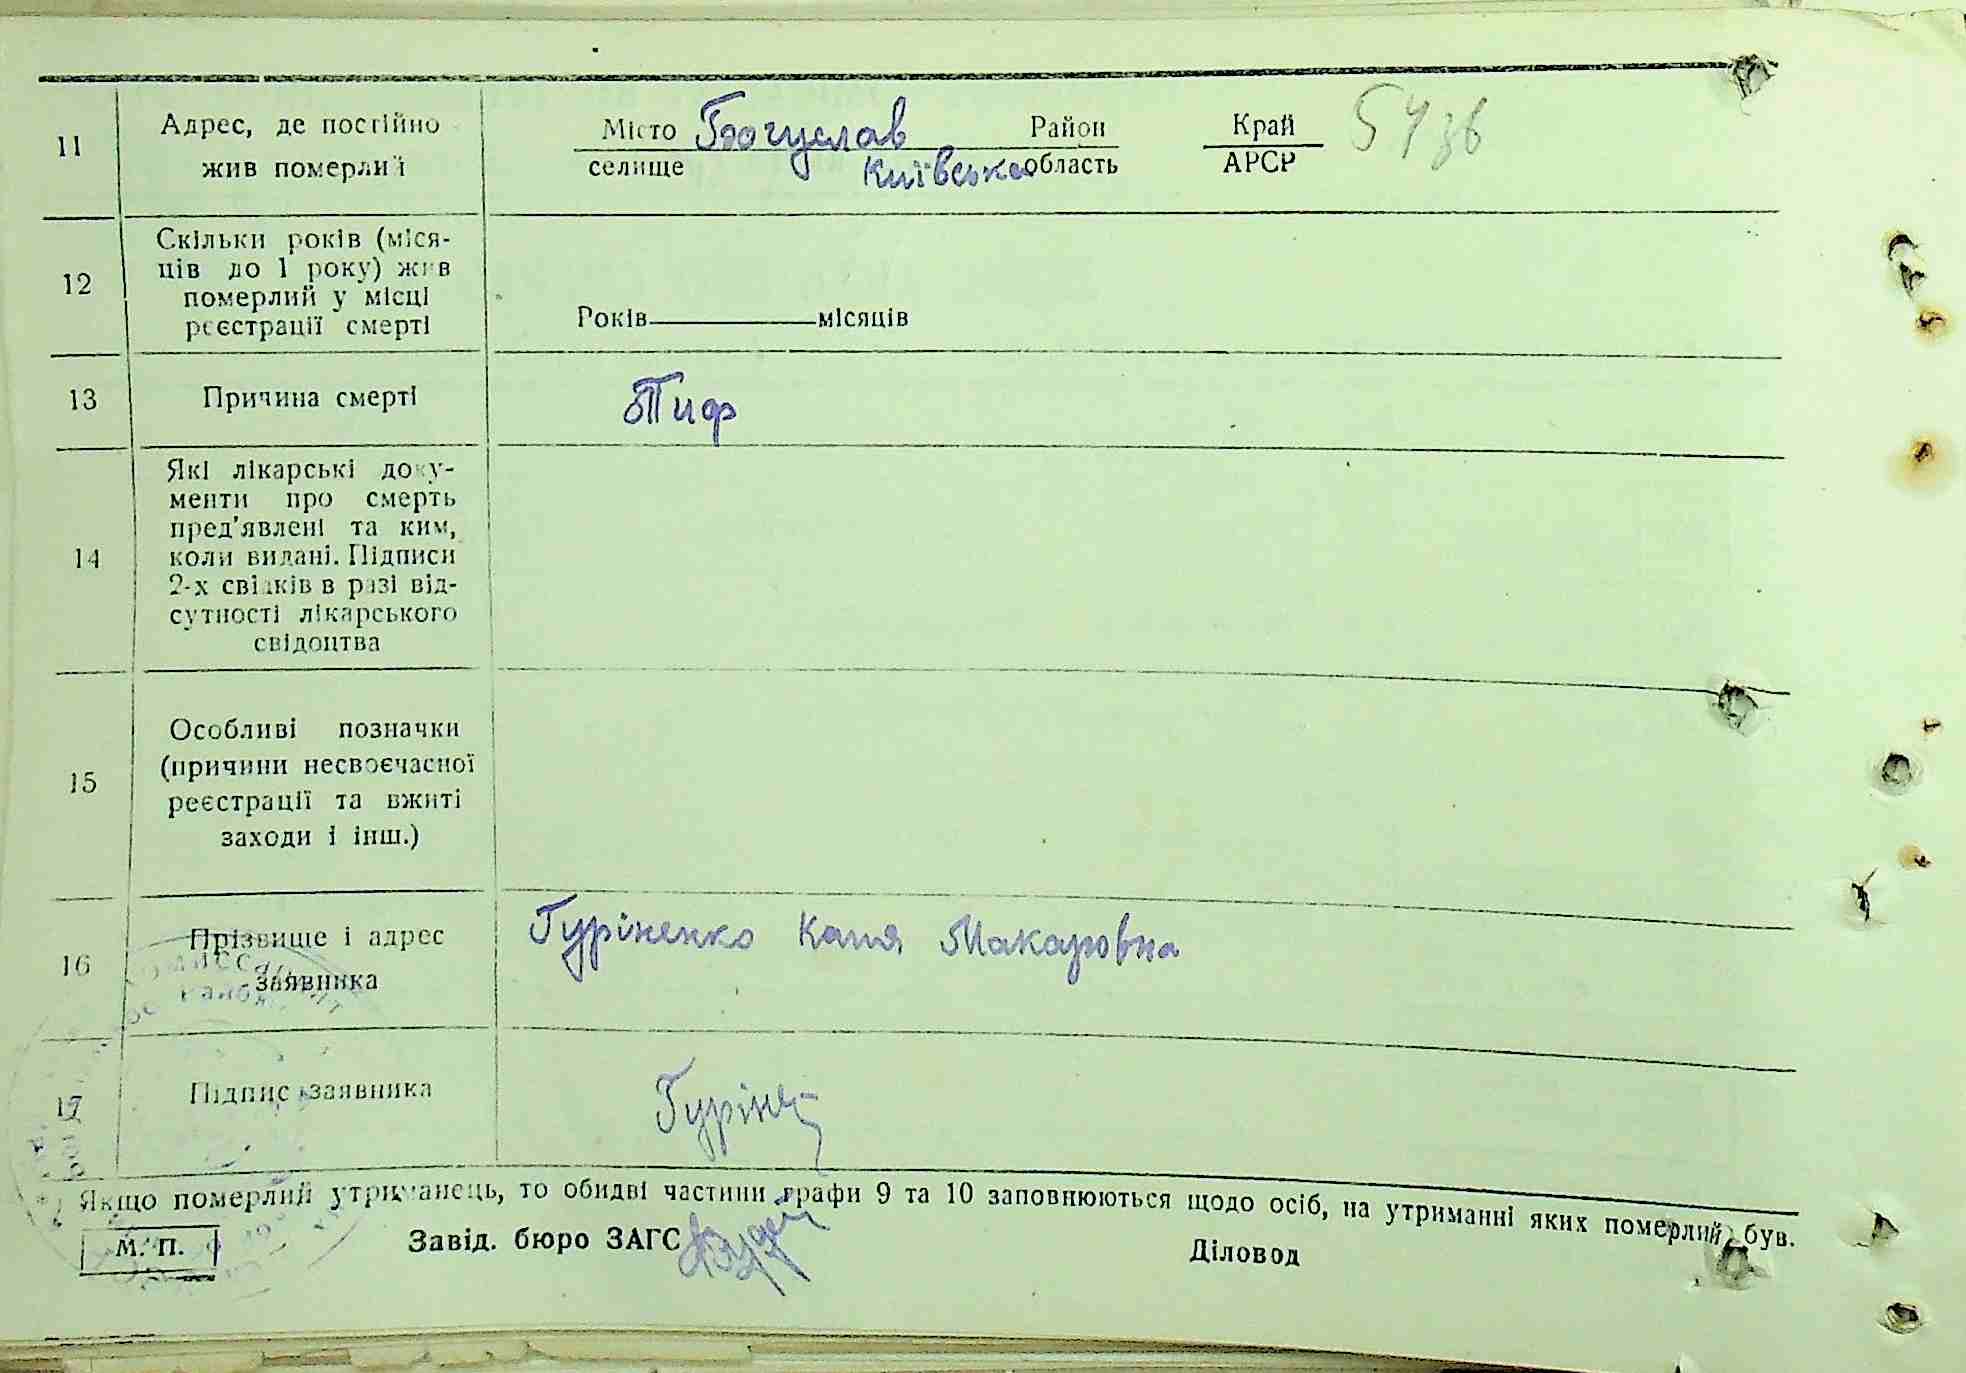 11 Адрес, де постійно жив померлий
Місто Богуслав Район Край
селище Київська область АРСР
12 Скільки років (міся-
ців до 1 року) жив
померлий у місці
реєстрації смерті
Років місяців
13 Причина смерті Тиф
14 Які лікарські доку-
менти про смерть
пред'явлені та ким,
коли видані. Підписи
2-х свідків в разі від-
сутності лікарського
свідоцтва
15 Особливі позначки
(причини несвоєчасної
реєстрації та вжиті
заходи і інш.)
16 Прізвище і адрес
заявника
Гуріненко Катя Макаровна
17 Підпис заявника
Якщо померлий утриманець, то обидві частини графи 9 та 10 заповнюються щодо осіб, на утриманні яких померлий був.
М. П. Завід. бюро ЗАГС Діловод